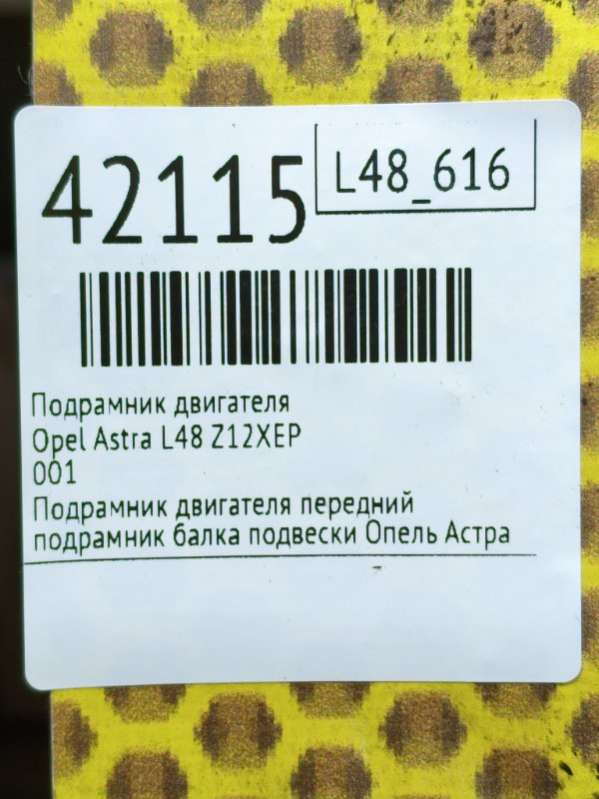 42115
L48_616
Подрамник двигателя
Opel Astra L48 Z12XEP
001
Подрамник двигателя передний
подрамник балка подвески Опель Астра